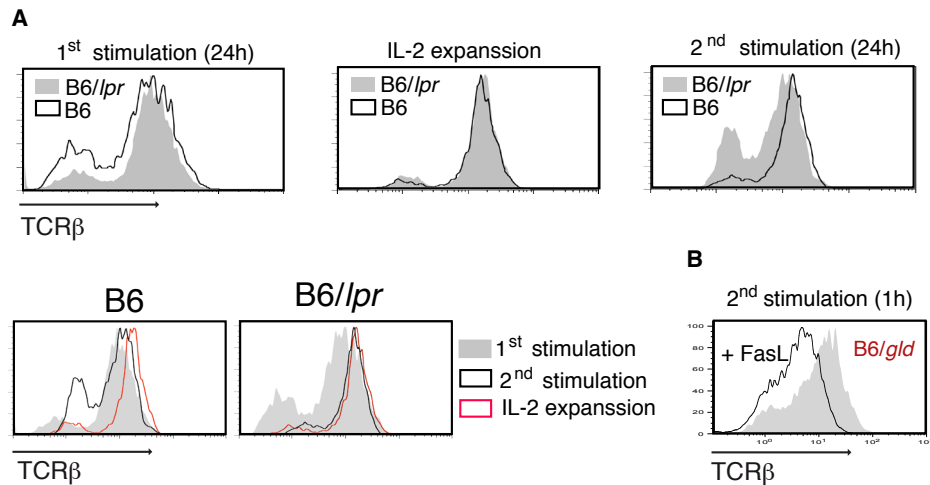 A
1st stimulation (24h)
B6/lpr
B6
TCRβ
IL-2 expanssion
B6/lpr
B6
2nd stimulation (24h)
B6/lpr
B6
B6
TCRβ
B6/lpr
1st stimulation
2nd stimulation
IL-2 expanssion
B
2nd stimulation (1h)
+ FasL
B6/gld
100
80
60
40
20
0
10⁰
10¹
10²
10
TCRβ